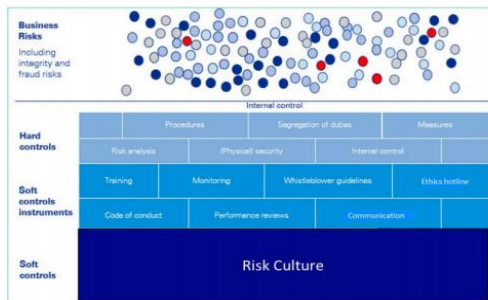 Business
Risks
Including
integrity and
fraud risks
Internal control
Hard
controls
Procedures
Segregation of duties
Measures
Risk analysis
(Physical) security
Internal control
Soft
controls
instruments
Training
Monitoring
Whistleblower guidelines
Ethics hotline
Code of conduct
Performance reviews
Communication
Soft
controls
Risk Culture